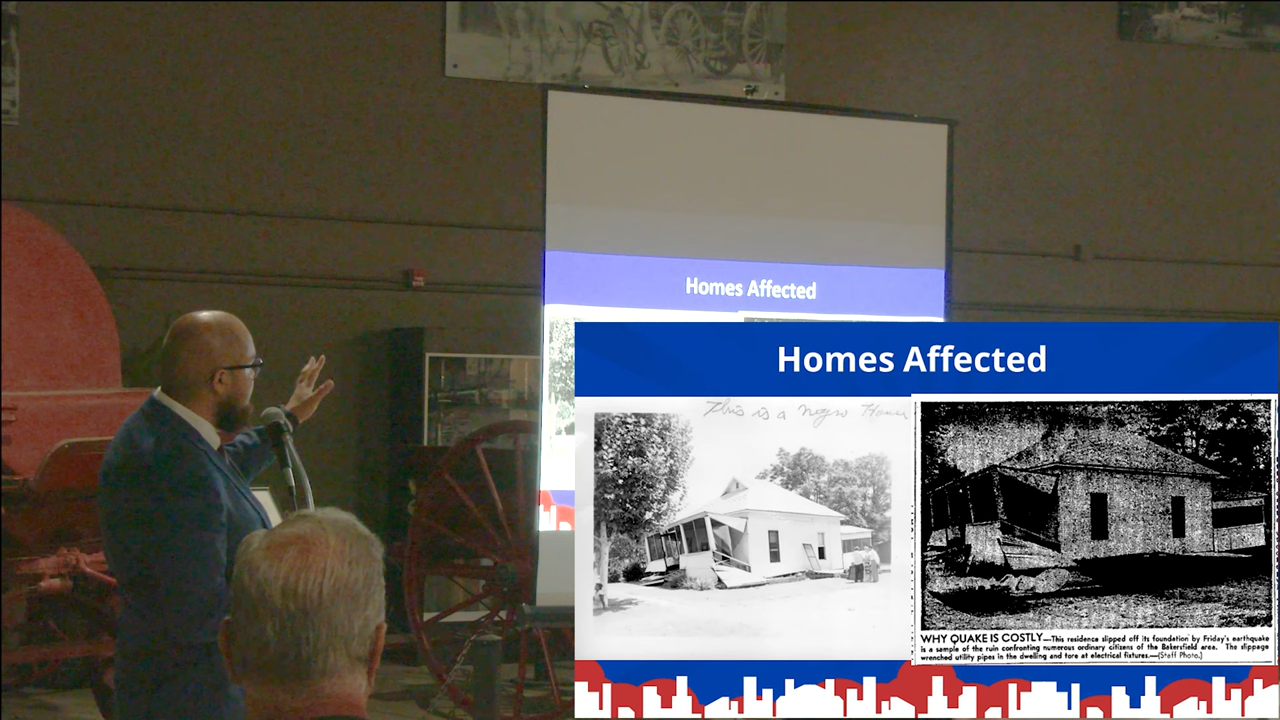 Homes Affected
Homes Affected
This is a negro House
WHY QUAKE IS COSTLY—This residence slipped off its foundation by Friday's earthquake
is a sample of the ruin confronting numerous ordinary citizens of the Bakersfield area. The slippage
wrenched utility pipes in the dwelling and tore at electrical fixtures.—(Staff Photo.)